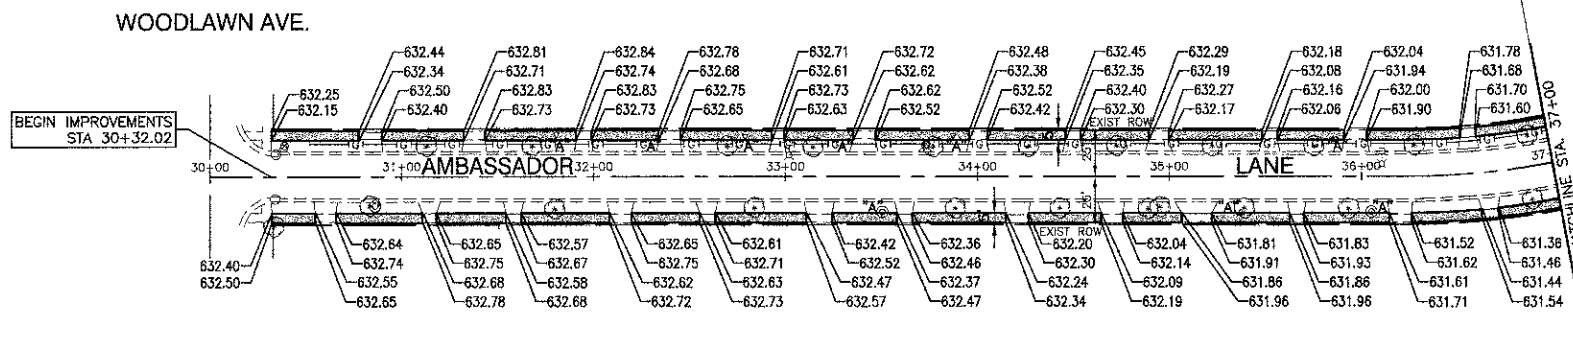 WOODLAWN AVE.
632.44 632.81 632.84 632.78 632.71 632.72 632.48 632.45 632.29 632.18 632.04 631.78
632.34 632.71 632.74 632.68 632.61 632.62 632.38 632.35 632.19 632.08 631.94 631.68
632.25 632.50 632.83 632.83 632.75 632.73 632.62 632.52 632.40 632.27 632.16 632.00 631.70
632.15 632.40 632.73 632.73 632.65 632.63 632.52 632.42 632.30 632.17 632.06 631.90 631.60
BEGIN IMPROVEMENTS
STA 30+32.02
EXIST ROW
26'
5'
30+00 31+00 AMBASSADOR 32+00 33+00 34+00 35+00 LANE 36+00 37
MATCHLINE STA. 37+00
26'
5'
"A" "A" "A"
EXIST ROW
632.64 632.65 632.57 632.65 632.61 632.42 632.36 632.20 632.04 631.81 631.83 631.52 631.36
632.40 632.74 632.75 632.67 632.75 632.71 632.52 632.46 632.30 632.14 631.91 631.93 631.62 631.46
632.50 632.55 632.68 632.58 632.62 632.63 632.47 632.37 632.24 632.09 631.86 631.86 631.61 631.44
632.65 632.78 632.68 632.72 632.73 632.57 632.47 632.34 632.19 631.96 631.96 631.71 631.54